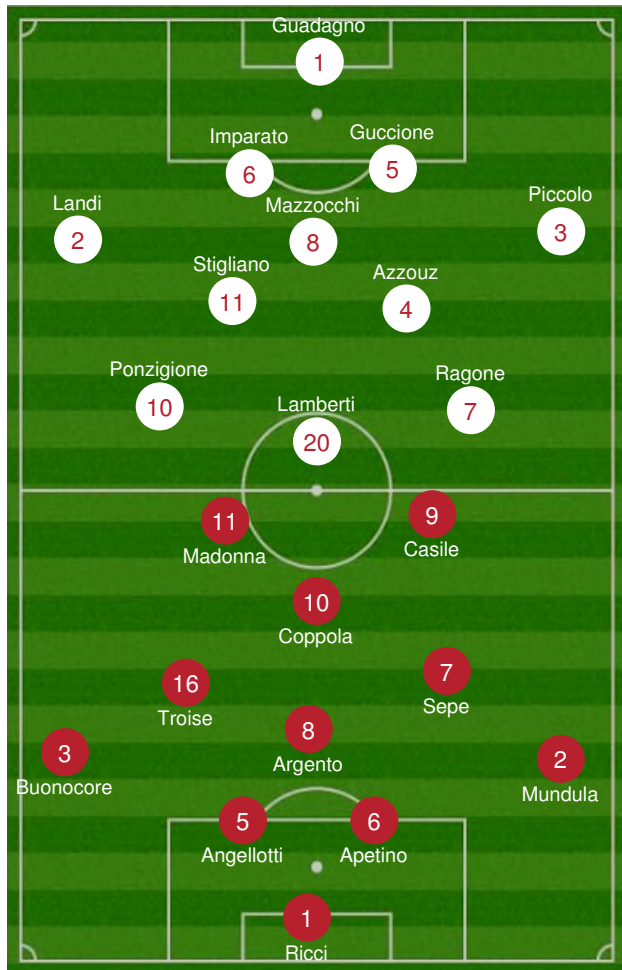 Guadagno
1
Imparato
6
Guccione
5
Landi
2
Mazzocchi
8
Piccolo
3
Stigliano
11
Azzouz
4
Ponzigione
10
Lamberti
20
Ragone
7
11
Madonna
9
Casile
10
Coppola
16
Troise
7
Sepe
8
Argento
3
Buonocore
2
Mundula
5
Angellotti
6
Apetino
1
Ricci